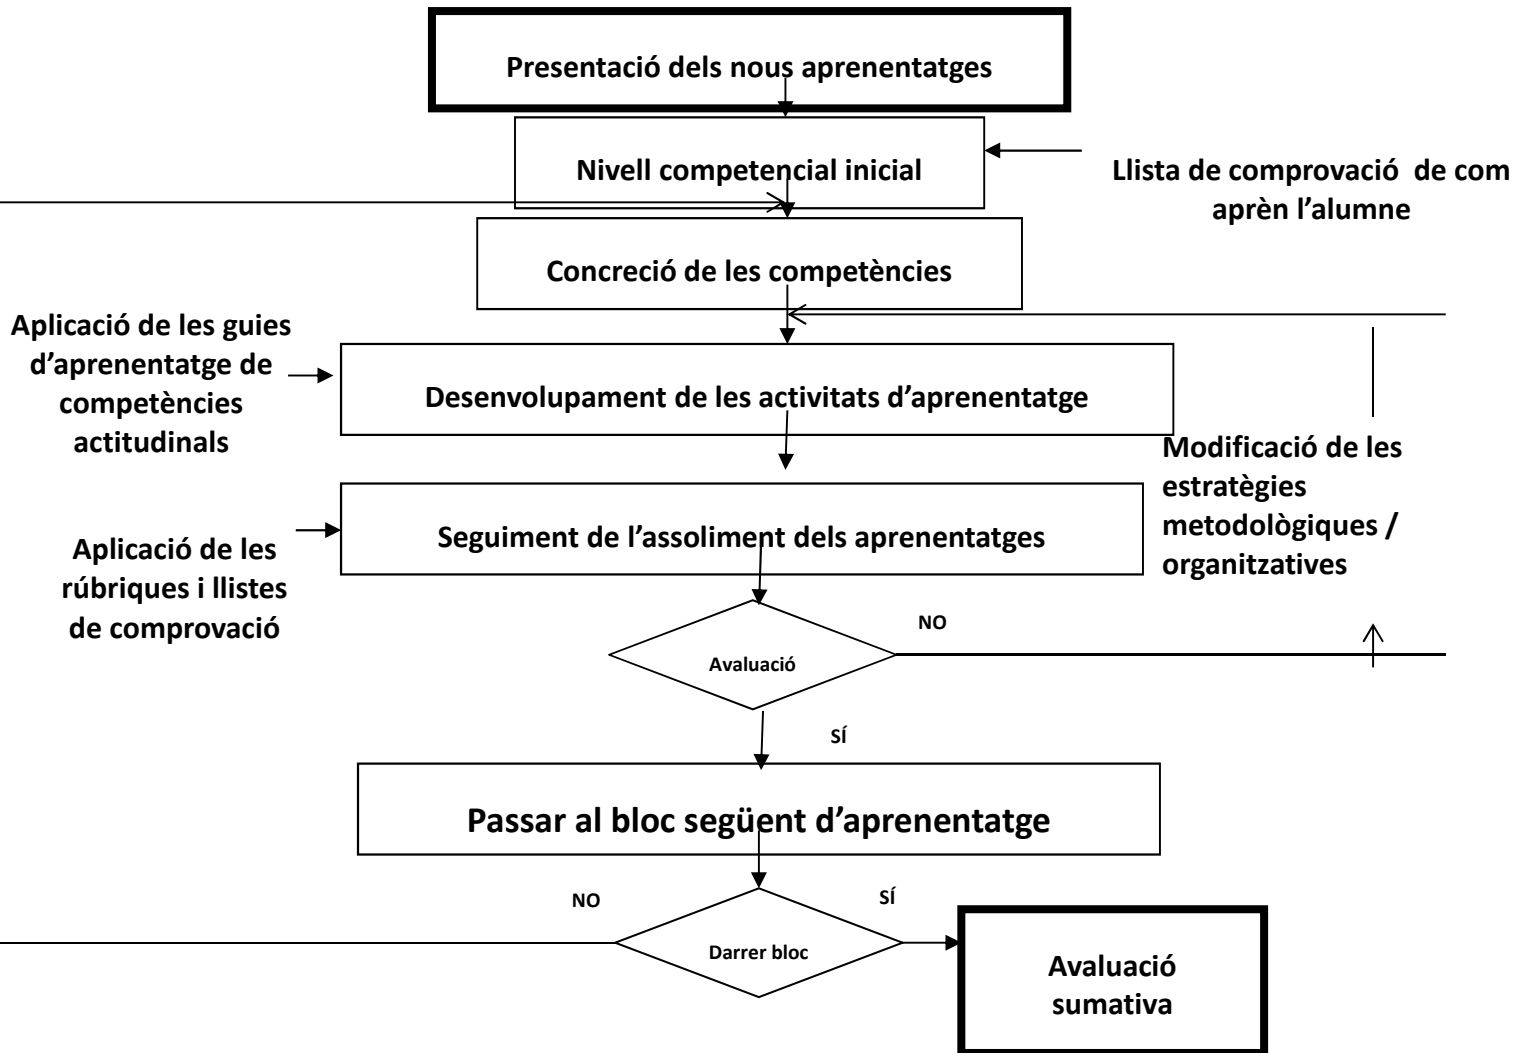 Presentació dels nous aprenentatges
Nivell competencial inicial
Llista de comprovació de com
aprèn l’alumne
Concreció de les competències
Aplicació de les guies
d’aprenentatge de
competències
actitudinals
Desenvolupament de les activitats d’aprenentatge
Modificació de les
estratègies
metodològiques /
organitzatives
Seguiment de l’assoliment dels aprenentatges
Aplicació de les
rúbriques i llistes
de comprovació
NO
Avaluació
SÍ
Passar al bloc següent d’aprenentatge
NO
SÍ
Darrer bloc
Avaluació
sumativa